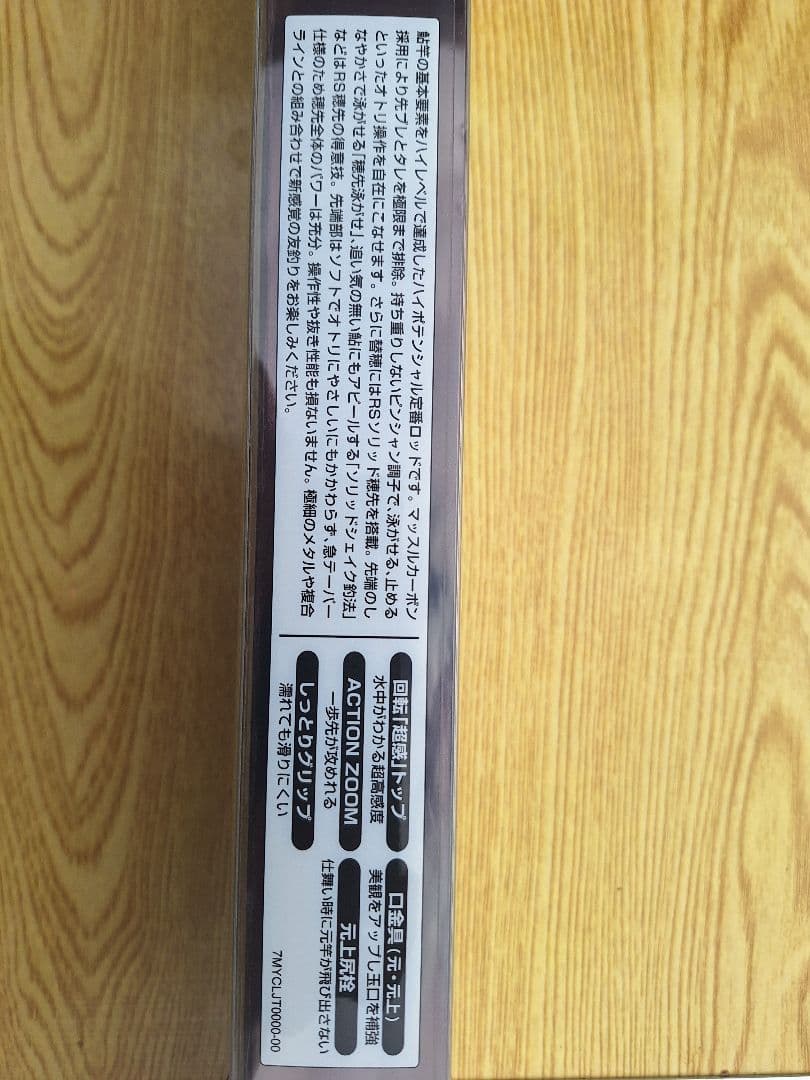 鮎竿の基本要素をハイレベルで達成したハイポテンシャル定番ロッドです。マッスルカーボン
採用により先ブレとタレを極限まで排除。持ち重りしないピンシャン調子で、泳がせる、止める
といったオトリ操作を自在にこなせます。さらに替穂にはRSソリッド穂先を搭載。先端のし
なやかさで泳がせる「穂先泳がせ」、追い気の無い鮎にもアピールする「ソリッドシェイク釣法」
などはRS穂先の得意技。先端部はソフトでオトリにやさしいにもかかわらず、急テーパー
仕様のため穂先全体のパワーは充分。操作性や抜き性能も損ないません。極細のメタルや複合
ラインとの組み合わせで新感覚の友釣りをお楽しみください。
回転「超感」トップ
水中がわかる超高感度
ACTION ZOOM
一歩先が攻めれる
しっとりグリップ
濡れても滑りにくい
口金具(元・元上)
美観をアップし玉口を補強
元上尻栓
仕舞い時に元竿が飛び出さない
7MYCLJT0000-00